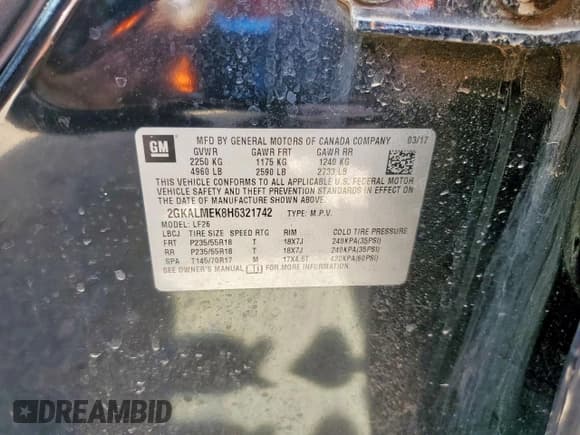 GM
MFD BY GENERAL MOTORS OF CANADA COMPANY 03/17
GVWR GAWR FRT GAWR RR
2250 KG 1175 KG 1240 KG
4960 LB 2590 LB 2733 LB
THIS VEHICLE CONFORMS TO ALL APPLICABLE U.S. FEDERAL MOTOR
VEHICLE SAFETY, BUMPER, AND THEFT PREVENTION STANDARDS IN EFFECT
ON THE DATE OF MANUFACTURE SHOWN ABOVE.
2GKALMEK8H6321742 TYPE: M.P.V.
MODEL: LF26
LBCJ TIRE SIZE SPEED RTG RIM COLD TIRE PRESSURE
FRT P235/55R18 T 18X7J 240KPA(35PSI)
RR P235/55R18 T 18X7J 240KPA(35PSI)
SPA T145/70R17 M 17X4.5T 420KPA(60PSI)
SEE OWNER'S MANUAL FOR MORE INFORMATION.
DREAMBID